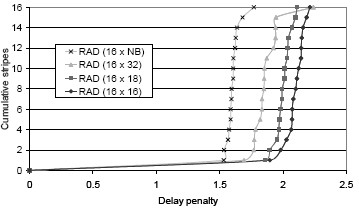 16
14
12
10
8
6
4
2
0
Cumulative stripes
RAD (16 x NB)
RAD (16 x 32)
RAD (16 x 18)
RAD (16 x 16)
0 0.5 1 1.5 2 2.5
Delay penalty